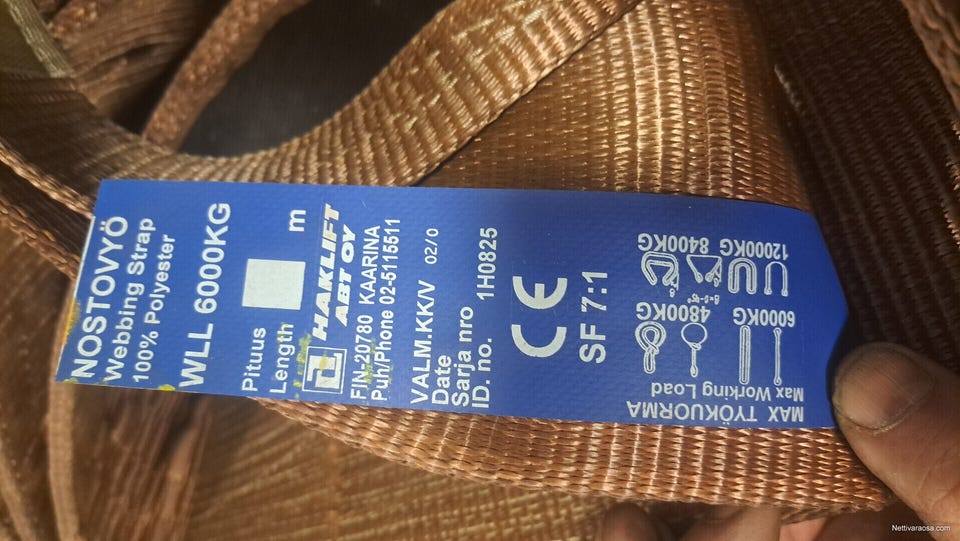 NOSTOVYÖ
Webbing Strap
100% Polyester
WLL 6000KG
Pituus
Length m
HAKLIFT
ABT OY
FIN-20780 KAARINA
Puh/Phone 02-5115511
VALM.KK/V 02/0
Date
Sarja nro
ID. no. 1H0825
CE
SF 7:1
MAX TYÖKUORMA
Max Working Load
6000KG
4800KG
12000KG
8400KG
Nettivaraosa.com